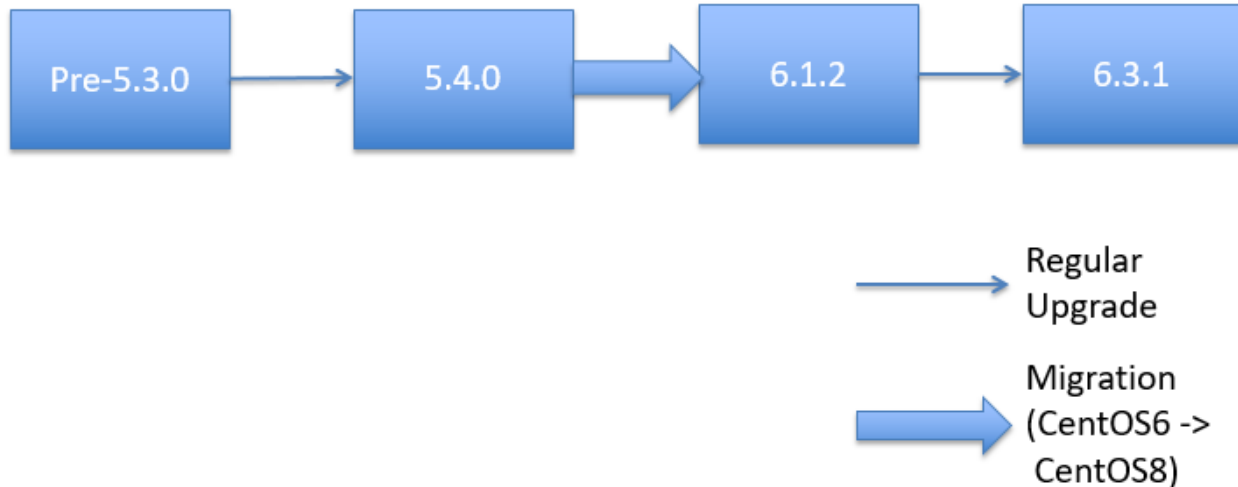 Pre-5.3.0
5.4.0
6.1.2
6.3.1
Regular
Upgrade
Migration
(CentOS6 ->
CentOS8)